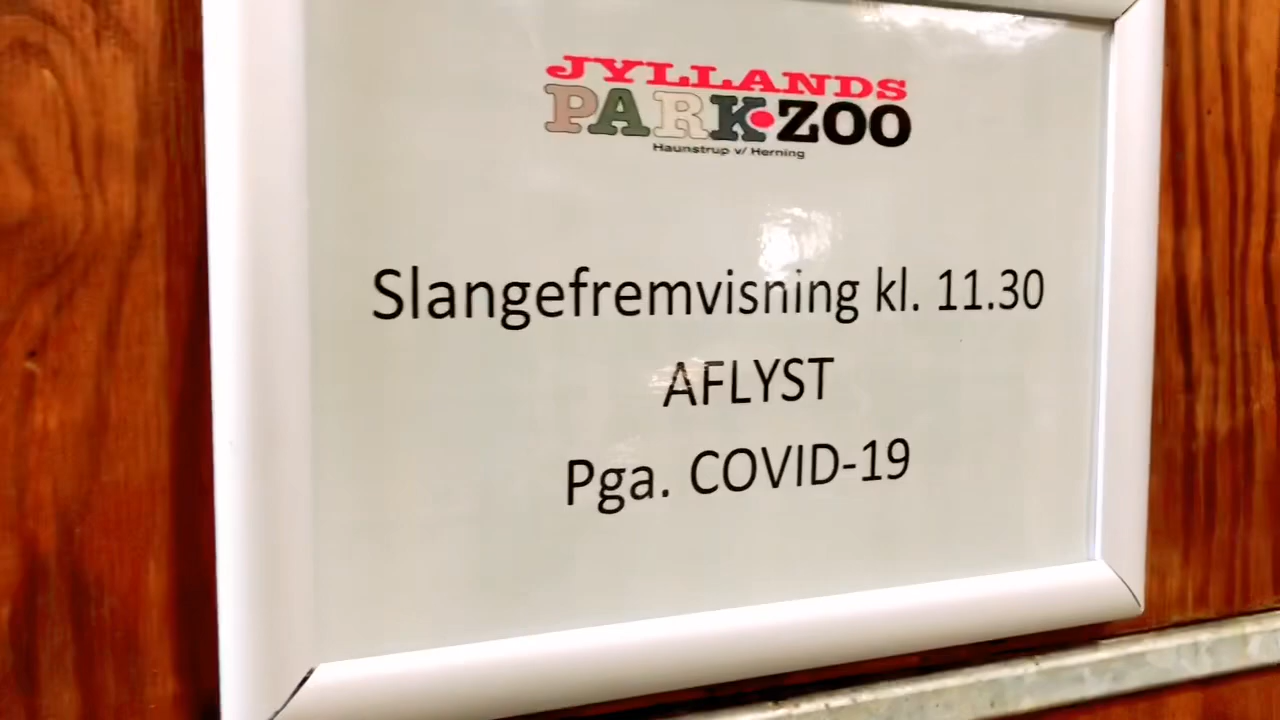 JYLLANDS
PARK•ZOO
Haunstrup v/ Herning
Slangefremvisning kl. 11.30
AFLYST
Pga. COVID-19